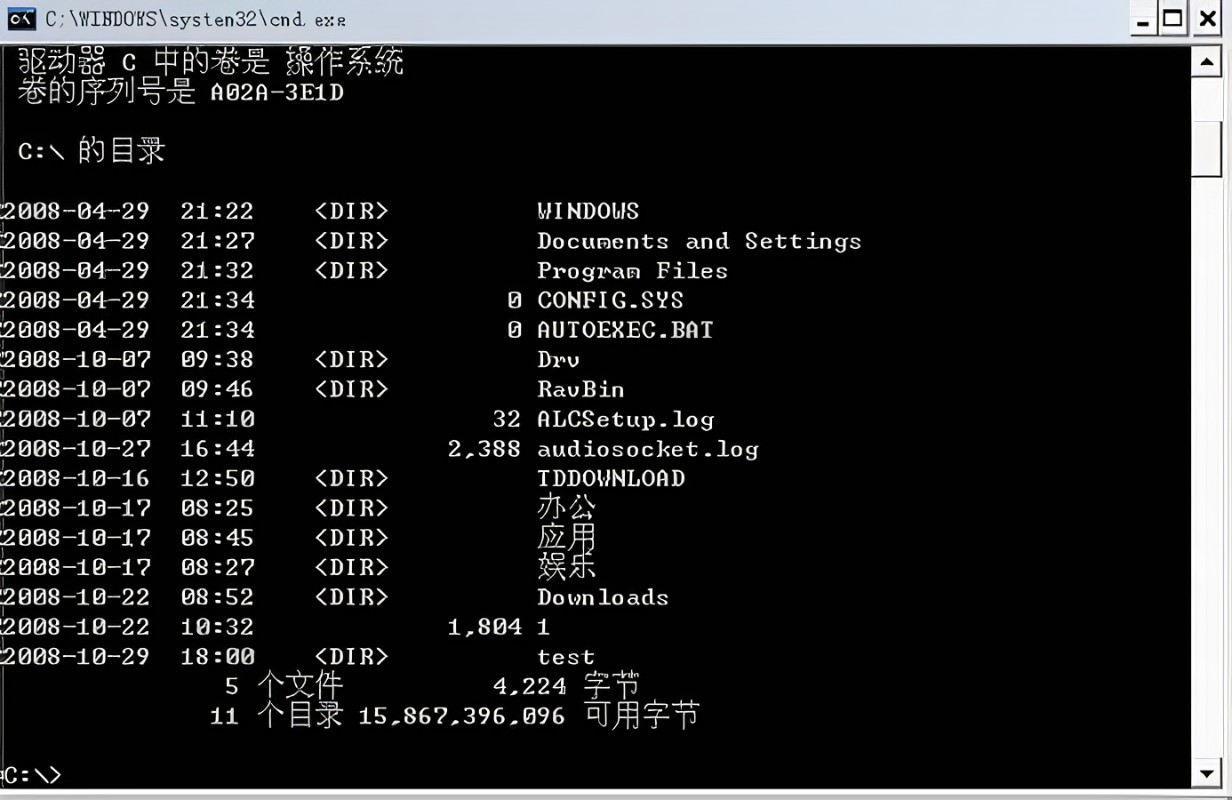 C:\WINDOWS\systen32\cnd.exe
驱动器 C 中的卷是 操作系统
卷的序列号是 A02A-3E1D
C:\ 的目录
2008-04-29 21:22 <DIR> WINDOWS
2008-04-29 21:27 <DIR> Documents and Settings
2008-04-29 21:32 <DIR> Program Files
2008-04-29 21:34 0 CONFIG.SYS
2008-04-29 21:34 0 AUTOEXEC.BAT
2008-10-07 09:38 <DIR> Drv
2008-10-07 09:46 <DIR> RavBin
2008-10-07 11:10 32 ALCSetup.log
2008-10-27 16:44 2,388 audiosocket.log
2008-10-16 12:50 <DIR> TDDOWNLOAD
2008-10-17 08:25 <DIR> 办公
2008-10-17 08:45 <DIR> 应用
2008-10-17 08:27 <DIR> 娱乐
2008-10-22 08:52 <DIR> Downloads
2008-10-22 10:32 1,804 1
2008-10-29 18:00 <DIR> test
5 个文件 4,224 字节
11 个目录 15,867,396,096 可用字节
C:\>